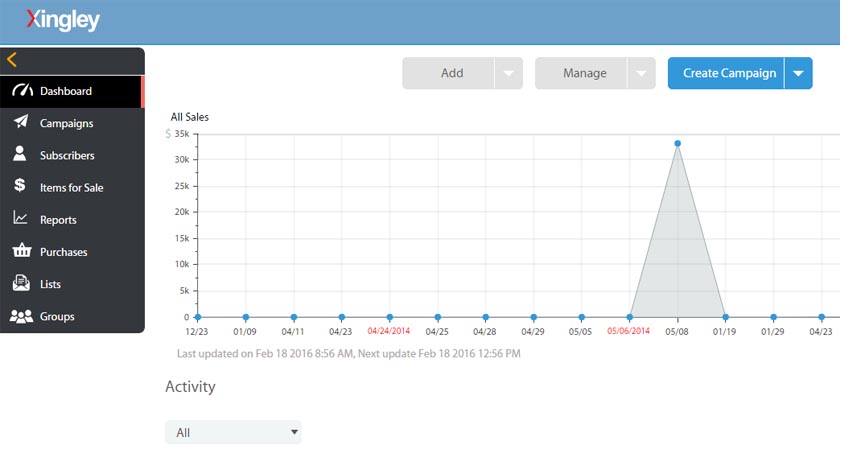 Xingley
Add Manage Create Campaign
Dashboard
Campaigns
Subscribers
Items for Sale
Reports
Purchases
Lists
Groups
All Sales
$ 35k
30k
25k
20k
15k
10k
5k
0
12/23 01/09 04/11 04/23 04/24/2014 04/25 04/28 04/29 05/05 05/06/2014 05/08 01/19 01/29 04/23
Last updated on Feb 18 2016 8:56 AM, Next update Feb 18 2016 12:56 PM
Activity
All